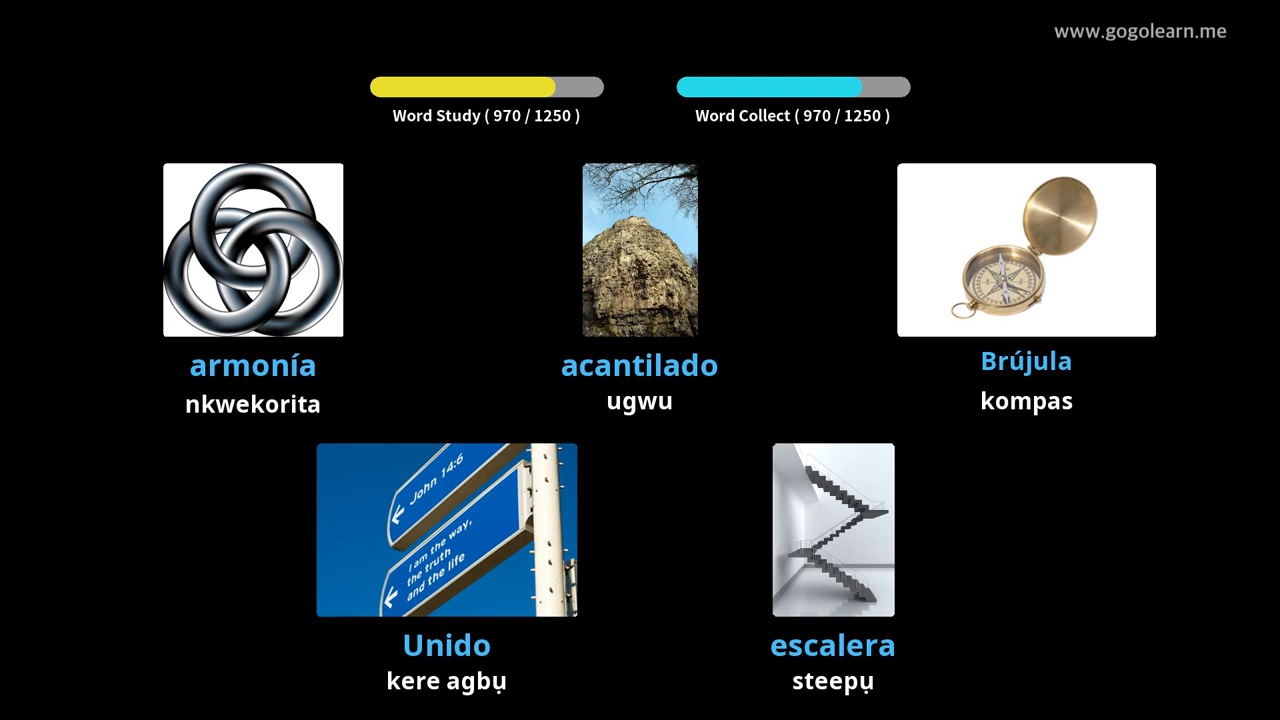 www.gogolearn.me
Word Study ( 970 / 1250 )
Word Collect ( 970 / 1250 )
armonía
nkwekorita
acantilado
ugwu
Brújula
kompas
John 14:6
I am the way,
the truth
and the life
Unido
kere agbụ
escalera
steepụ